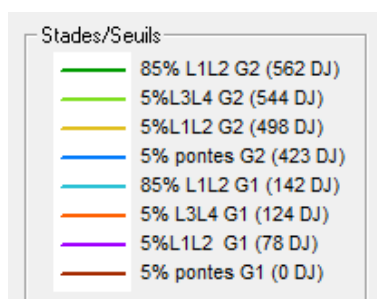 Stades/Seuils
85% L1L2 G2 (562 DJ)
5%L3L4 G2 (544 DJ)
5%L1L2 G2 (498 DJ)
5% pontes G2 (423 DJ)
85% L1L2 G1 (142 DJ)
5% L3L4 G1 (124 DJ)
5%L1L2  G1 (78 DJ)
5% pontes G1 (0 DJ)